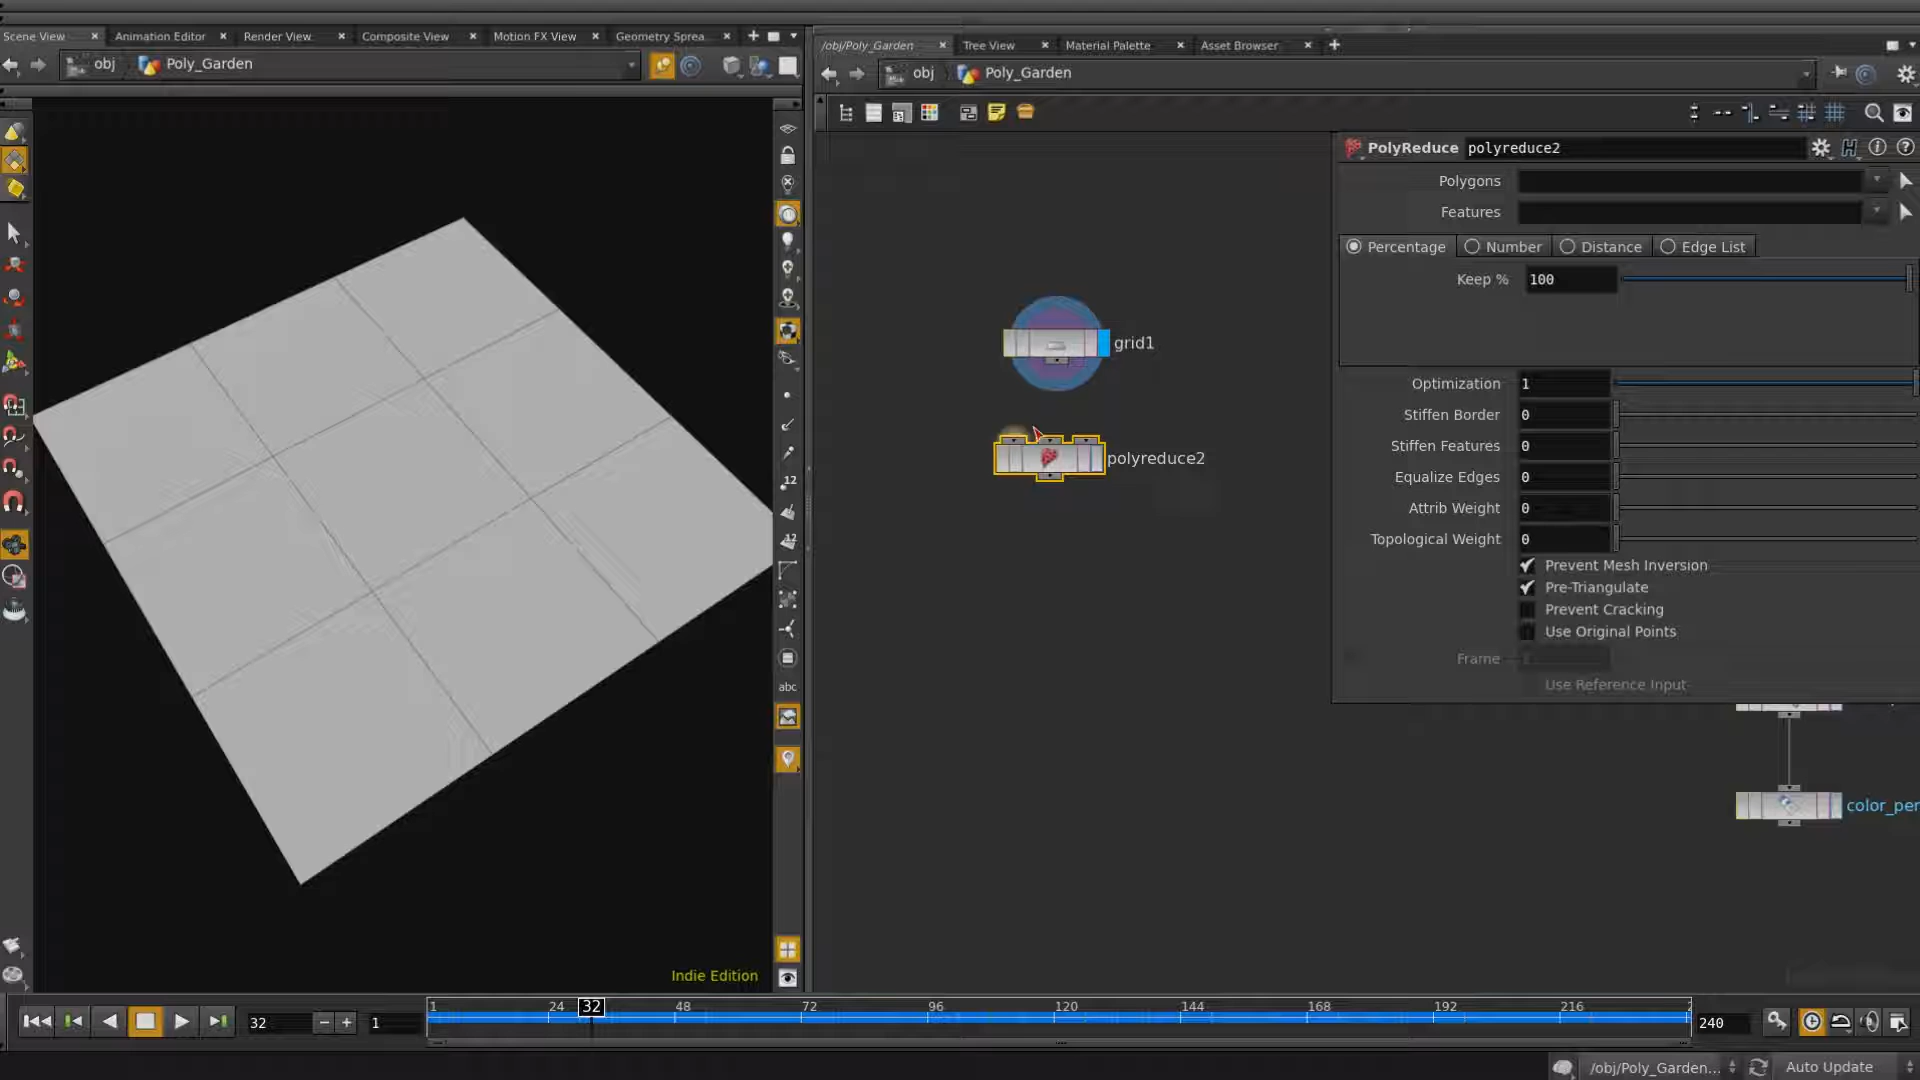 Scene View
Animation Editor
Render View
Composite View
Motion FX View
Geometry Sprea
obj
Poly_Garden
/obj/Poly_Garden
Tree View
Material Palette
Asset Browser
obj
Poly_Garden
PolyReduce polyreduce2
Polygons
Features
Percentage
Number
Distance
Edge List
Keep % 100
Optimization 1
Stiffen Border 0
Stiffen Features 0
Equalize Edges 0
Attrib Weight 0
Topological Weight 0
Prevent Mesh Inversion
Pre-Triangulate
Prevent Cracking
Use Original Points
Frame
Use Reference Input
grid1
polyreduce2
color_per
12
12
abc
Indie Edition
32
1
1 24 32 48 72 96 120 144 168 192 216 2
240
/obj/Poly_Garden...
Auto Update